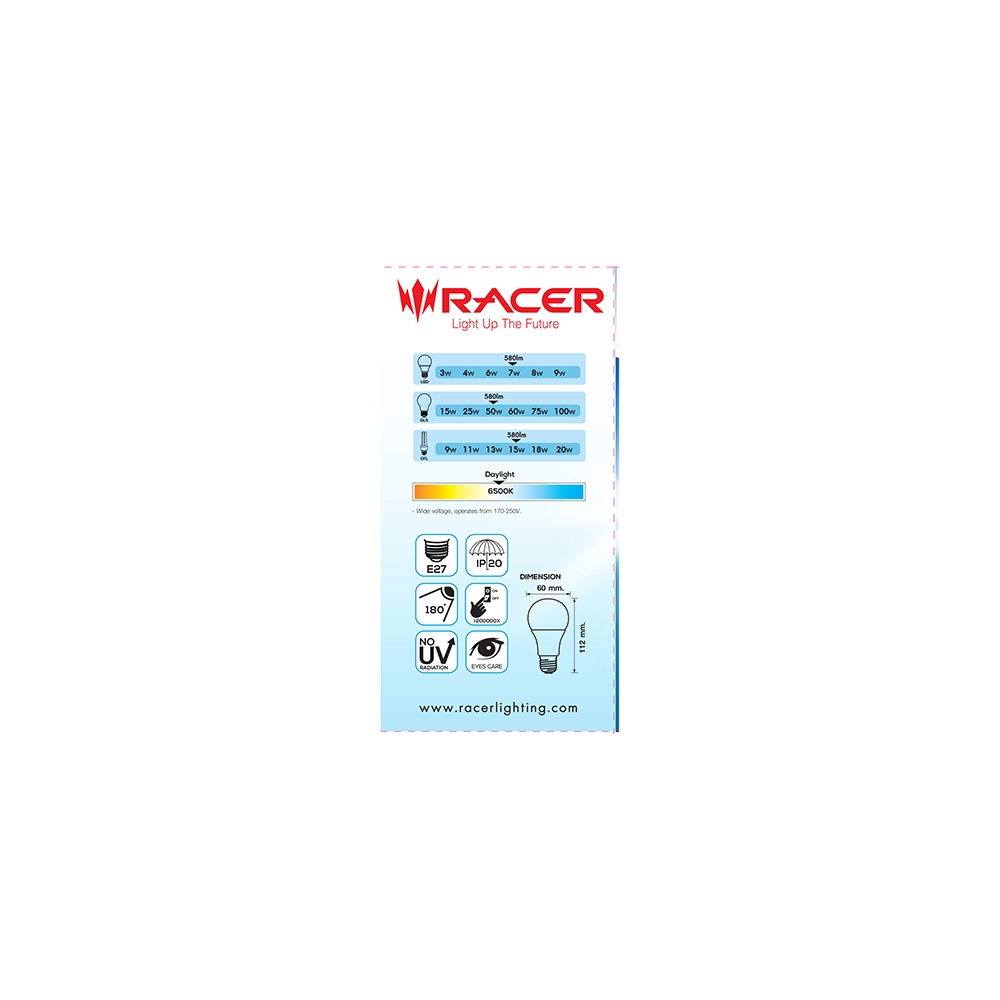 RACER
Light Up The Future
580lm
3w 4w 6w 7w 8w 9w
LED
580lm
15w 25w 50w 60w 75w 100w
GLS
580lm
9w 11w 13w 15w 18w 20w
CFL
Daylight
6500K
- Wide voltage, operates from 170-250V.
E27
IP 20
DIMENSION
60 mm.
180°
ON
OFF
>200000X
112 mm.
NO
UV
RADIATION
EYES CARE
www.racerlighting.com